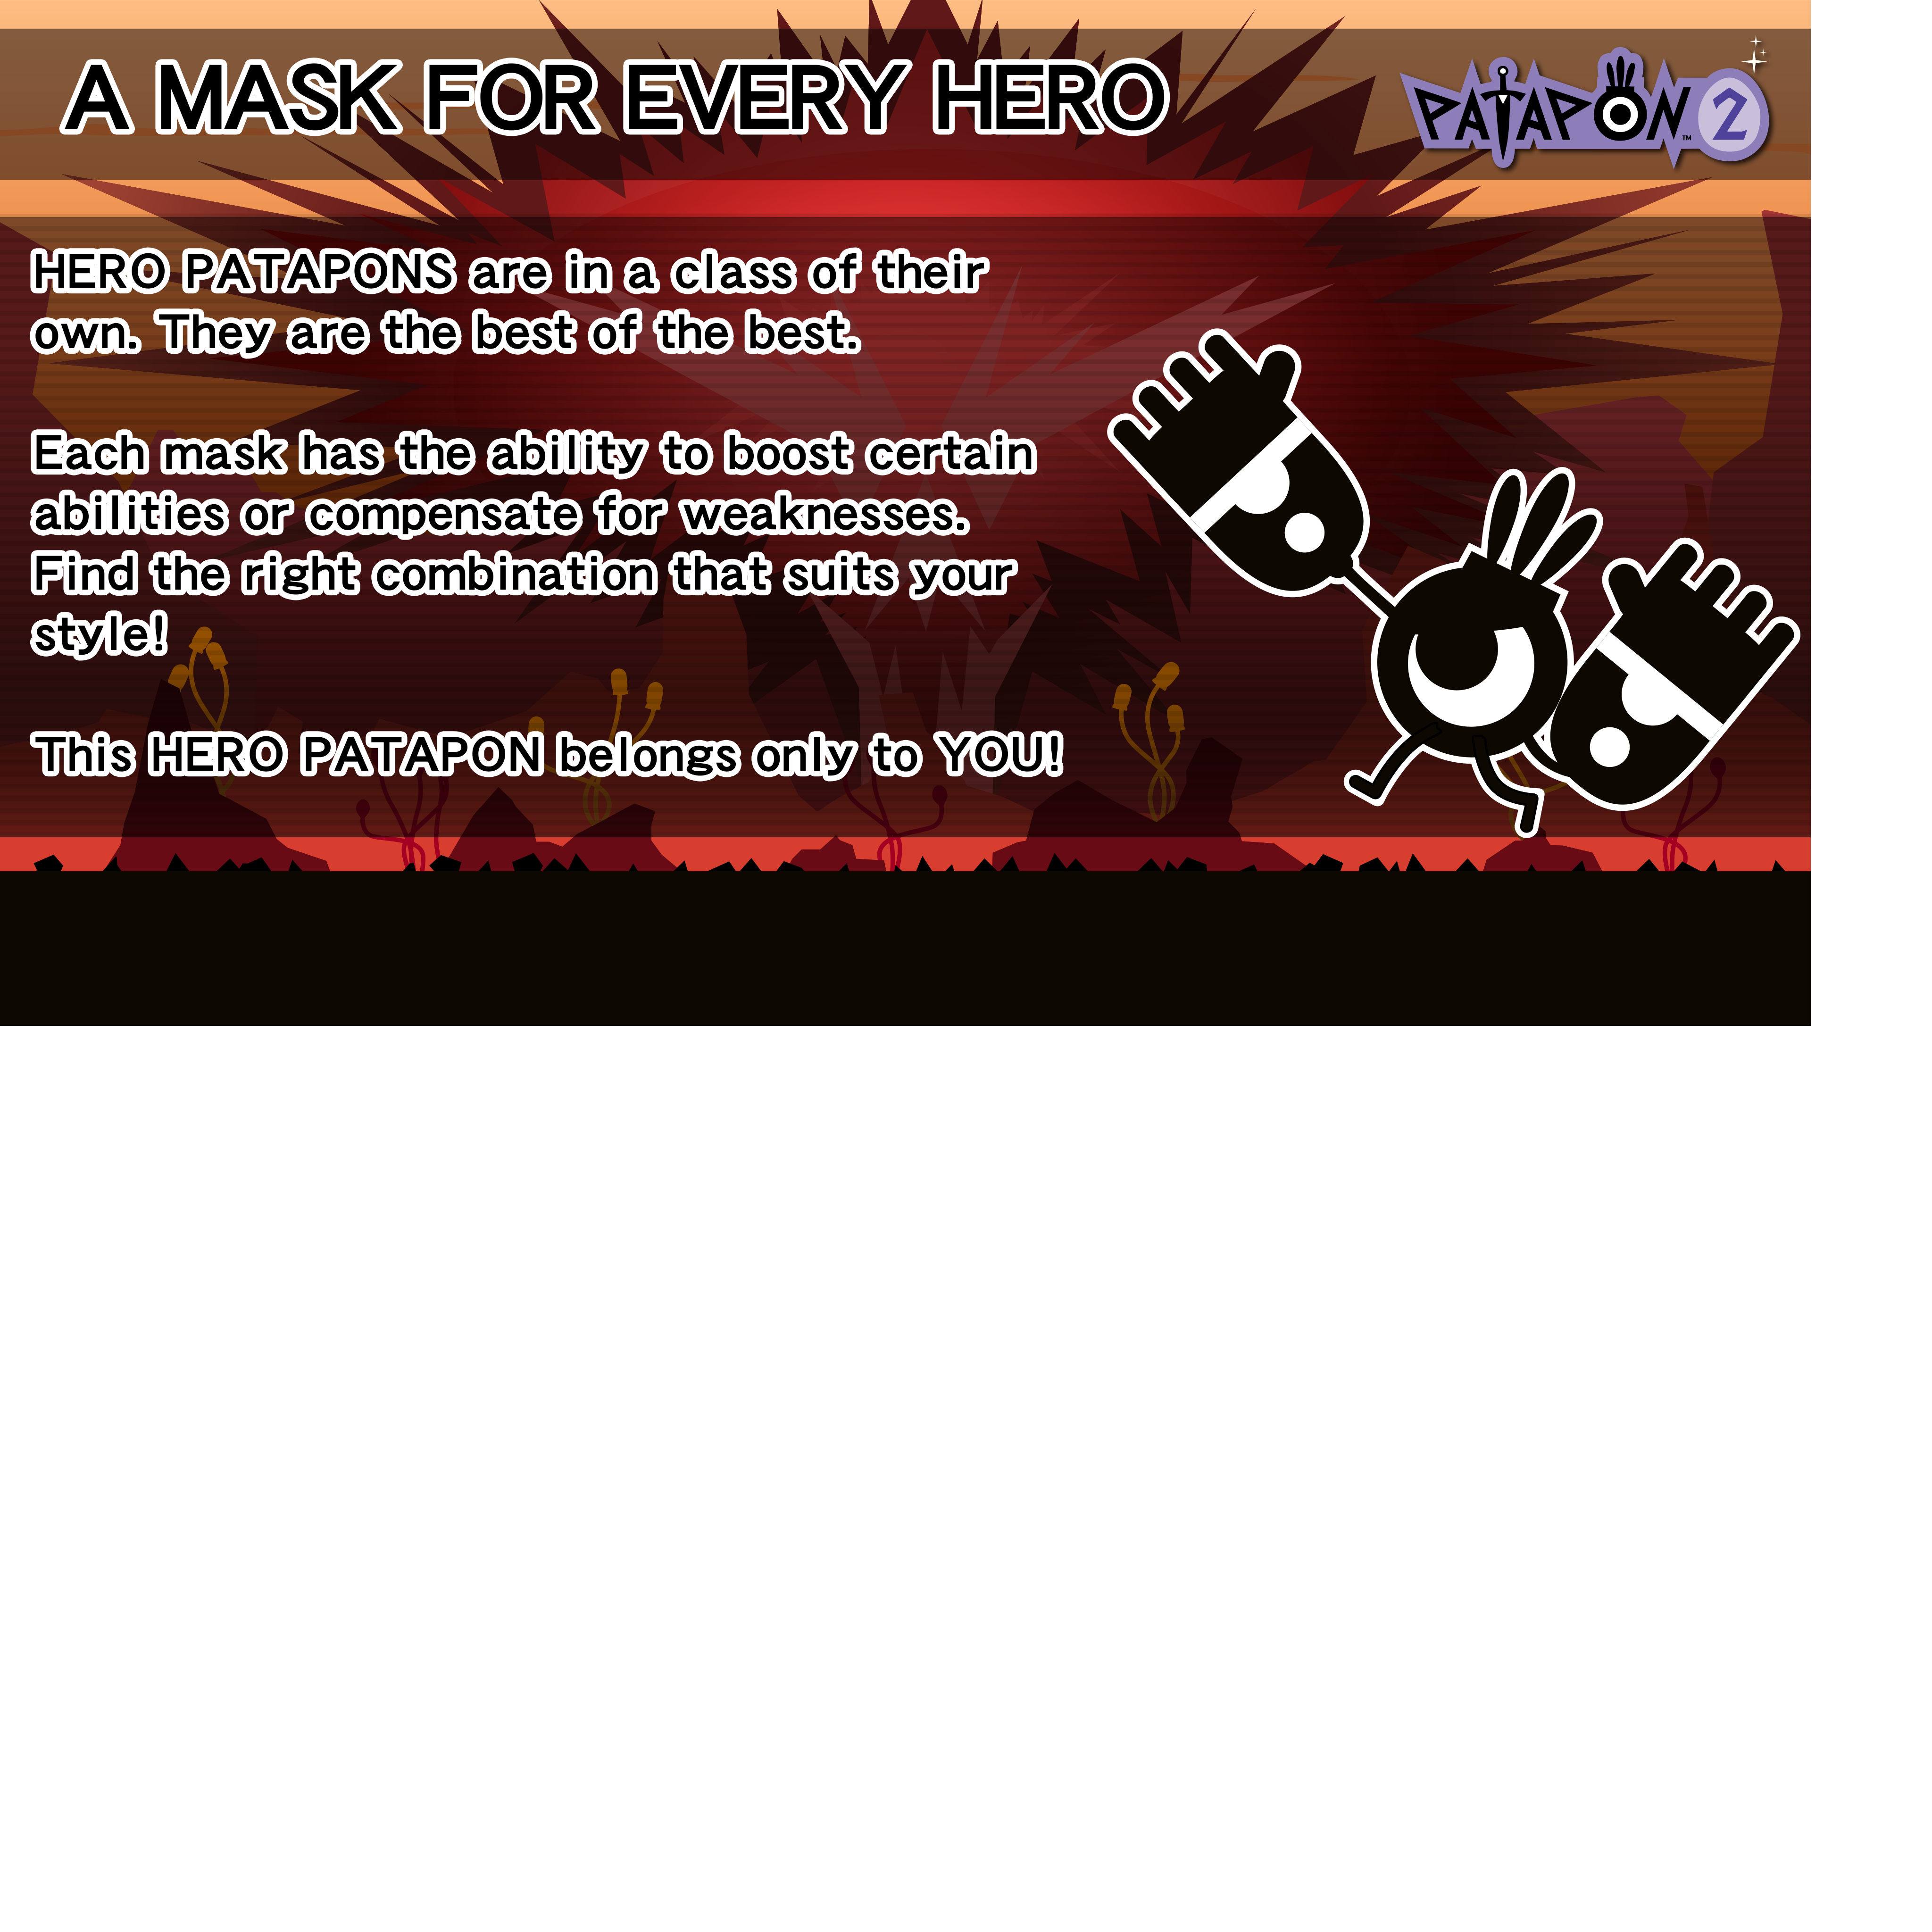 A MASK FOR EVERY HERO
PATAPON 2
™
HERO PATAPONS are in a class of their
own. They are the best of the best.
Each mask has the ability to boost certain
abilities or compensate for weaknesses.
Find the right combination that suits your
style!
This HERO PATAPON belongs only to YOU!